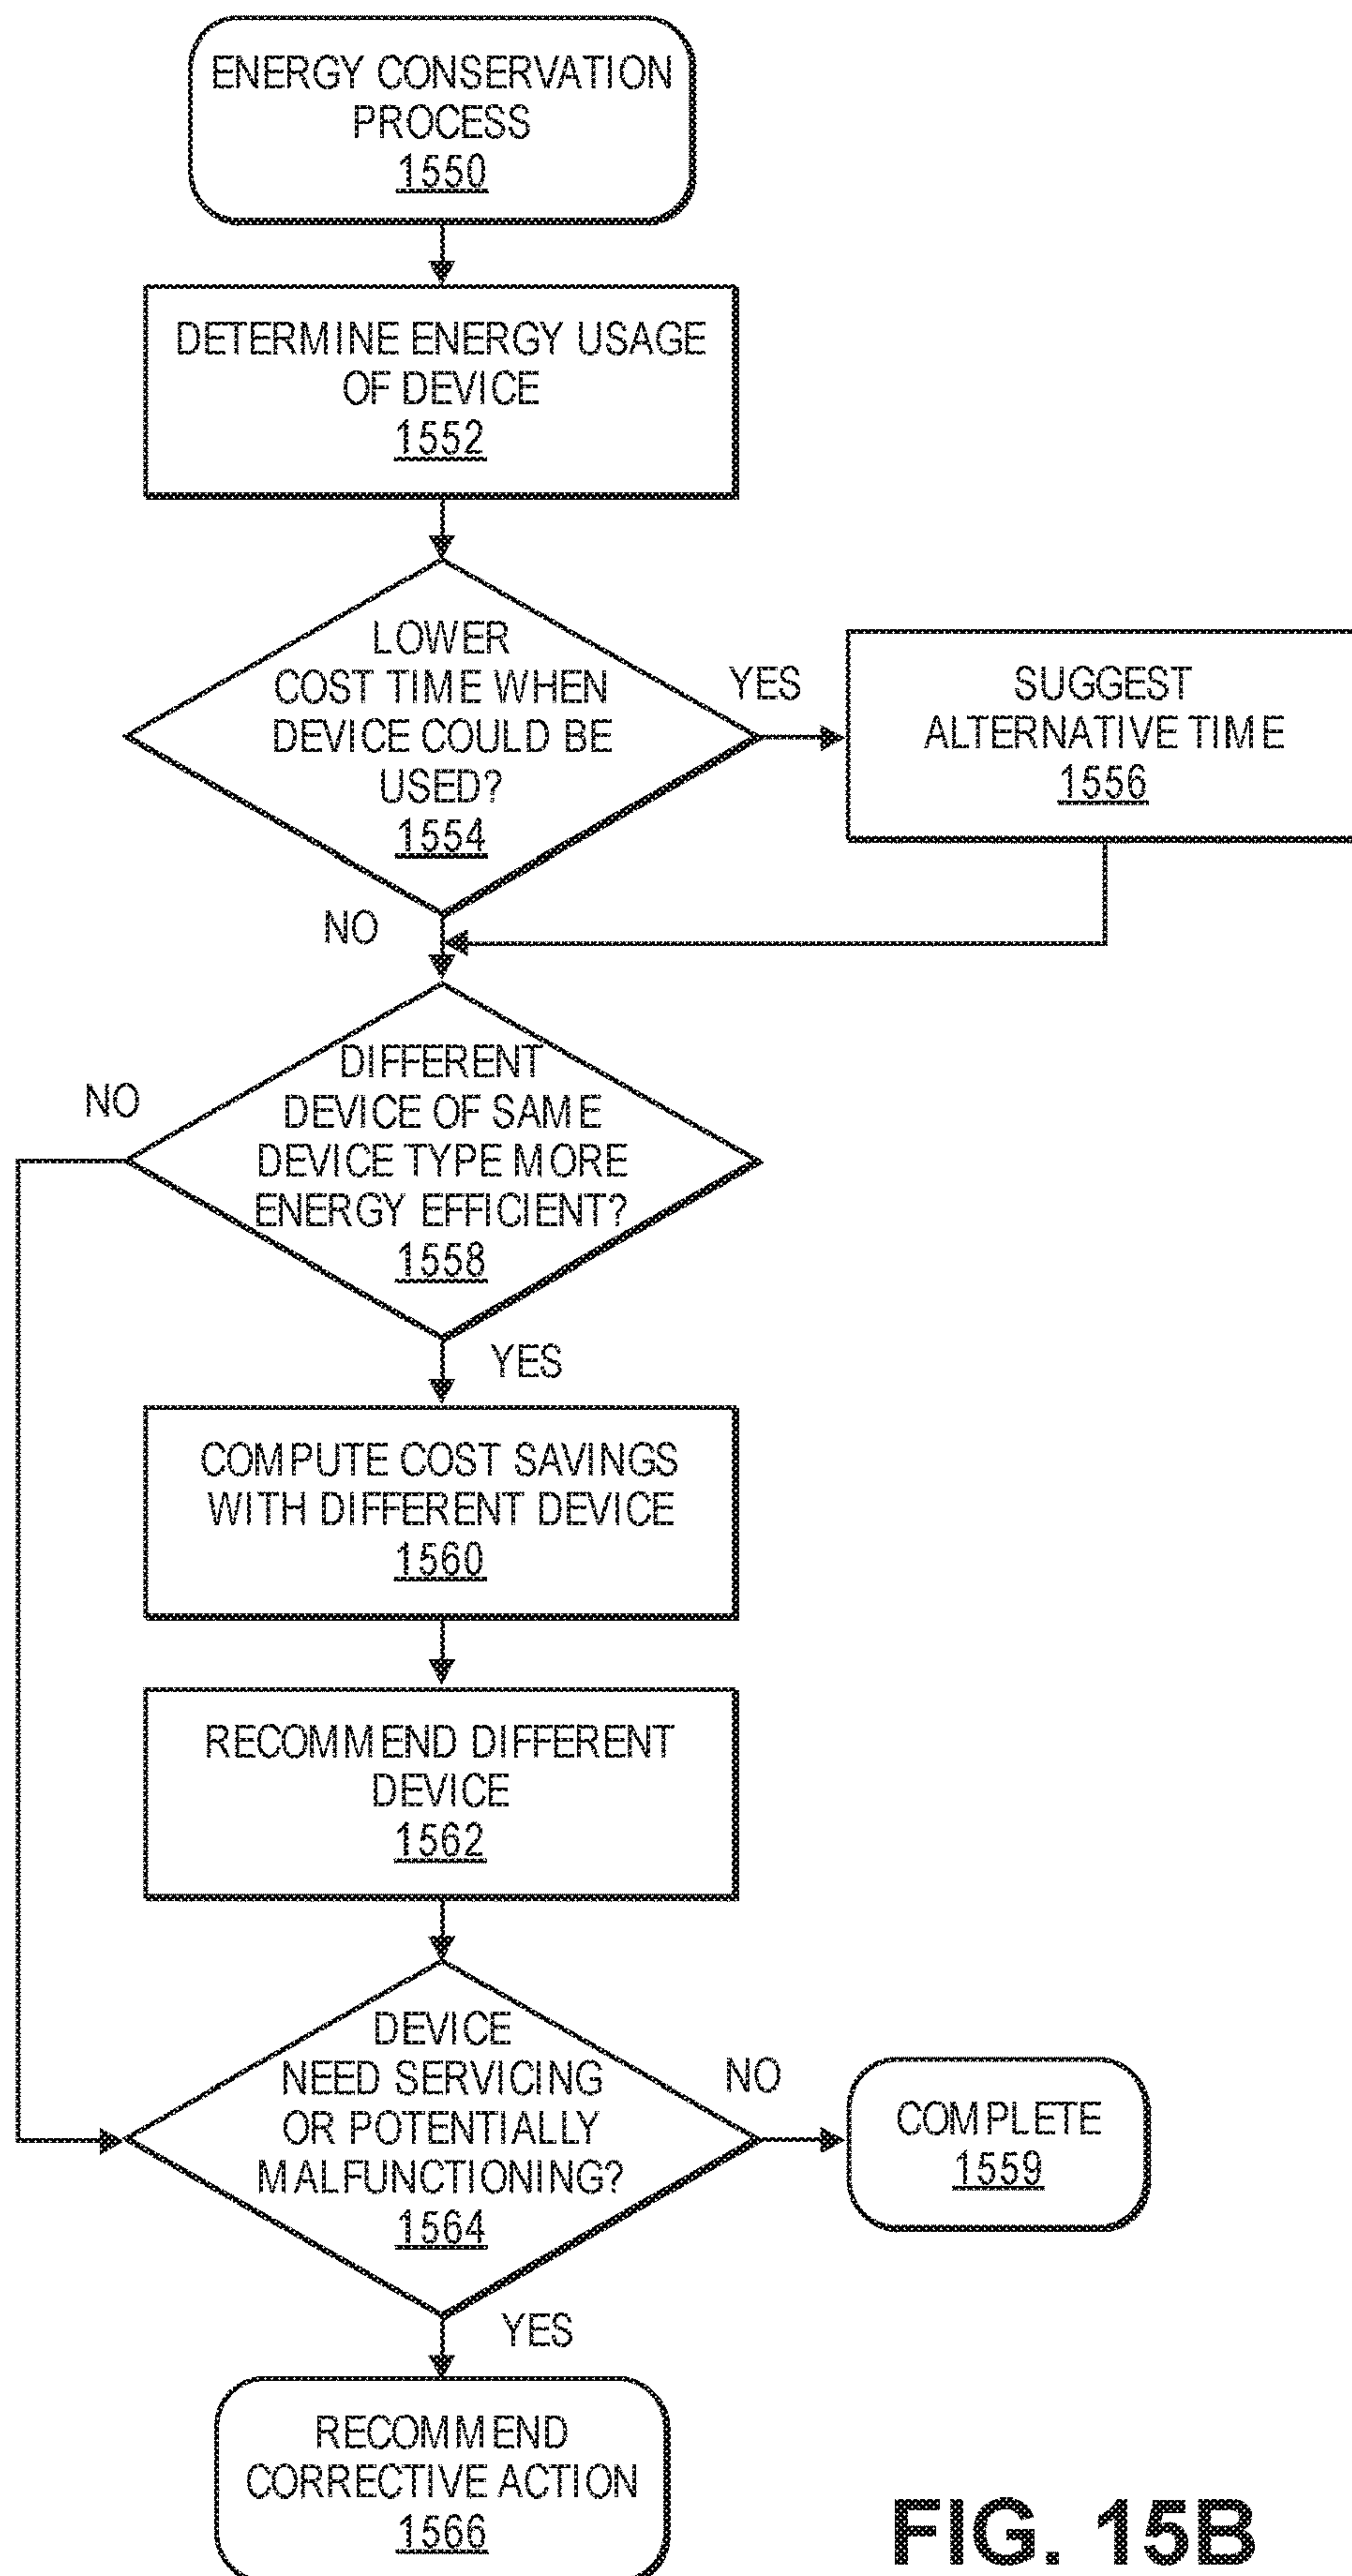 ENERGY CONSERVATION
PROCESS
1550
DETERMINE ENERGY USAGE
OF DEVICE
1552
LOWER
COST TIME WHEN
DEVICE COULD BE
USED?
1554
YES
SUGGEST
ALTERNATIVE TIME
1556
NO
DIFFERENT
DEVICE OF SAME
DEVICE TYPE MORE
ENERGY EFFICIENT?
1558
NO
YES
COMPUTE COST SAVINGS
WITH DIFFERENT DEVICE
1560
RECOMMEND DIFFERENT
DEVICE
1562
DEVICE
NEED SERVICING
OR POTENTIALLY
MALFUNCTIONING?
1564
NO
COMPLETE
1559
YES
RECOMMEND
CORRECTIVE ACTION
1566
FIG. 15B